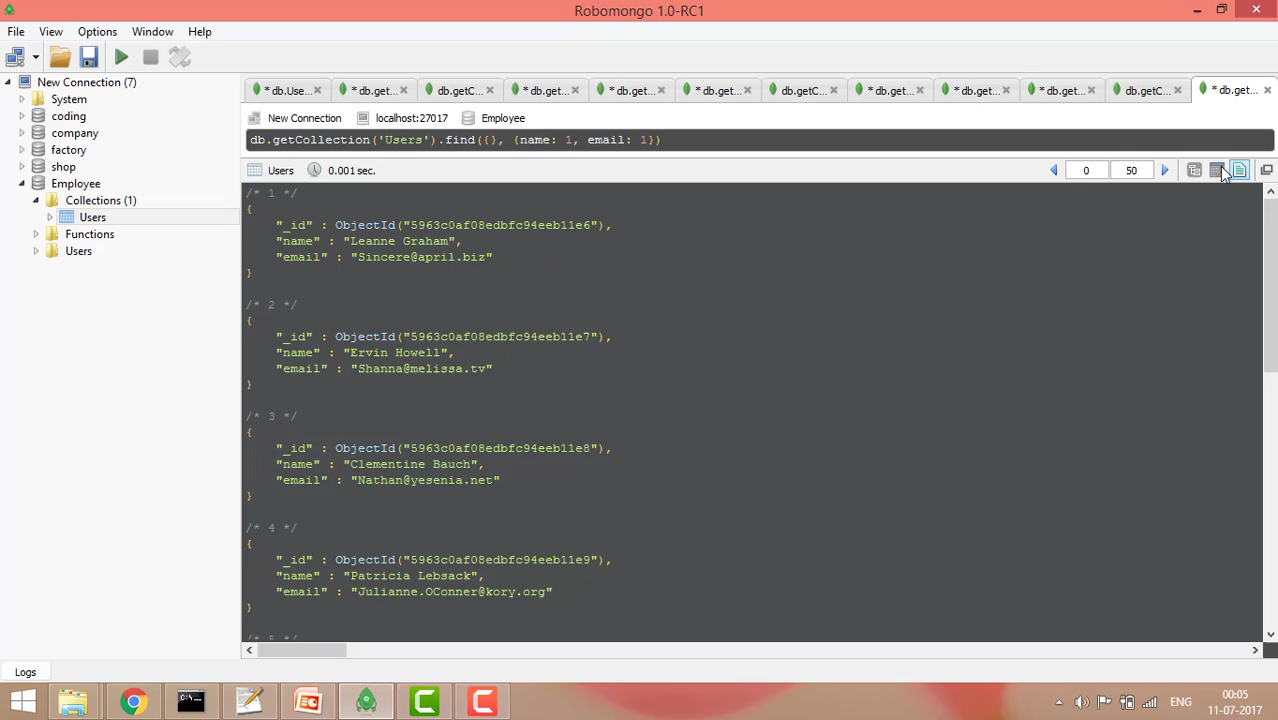 Robomongo 1.0-RC1
File View Options Window Help
New Connection (7)
System
coding
company
factory
shop
Employee
Collections (1)
Users
Functions
Users
* db.Use... * db.get... db.getC... * db.get... * db.get... * db.get... db.getC... * db.get... * db.get... * db.get... db.getC... * db.get...
New Connection localhost:27017 Employee
db.getCollection('Users').find({}, {name: 1, email: 1})
Users 0.001 sec. 0 50
/* 1 */
{
"_id" : ObjectId("5963c0af08edbfc94eeb11e6"),
"name" : "Leanne Graham",
"email" : "Sincere@april.biz"
}
/* 2 */
{
"_id" : ObjectId("5963c0af08edbfc94eeb11e7"),
"name" : "Ervin Howell",
"email" : "Shanna@melissa.tv"
}
/* 3 */
{
"_id" : ObjectId("5963c0af08edbfc94eeb11e8"),
"name" : "Clementine Bauch",
"email" : "Nathan@yesenia.net"
}
/* 4 */
{
"_id" : ObjectId("5963c0af08edbfc94eeb11e9"),
"name" : "Patricia Lebsack",
"email" : "Julianne.OConner@kory.org"
}
/* 5 */
Logs
ENG
00:05
11-07-2017